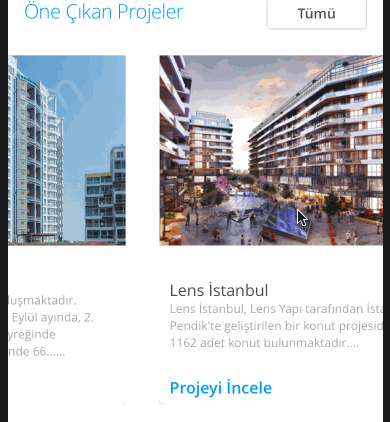 Öne Çıkan Projeler
Tümü
luşmaktadır.
Eylül ayında, 2.
yreğinde
nde 66......
Lens İstanbul
Lens İstanbul, Lens Yapı tarafından İsta
Pendik'te geliştirilen bir konut projesid
1162 adet konut bulunmaktadır....
Projeyi İncele